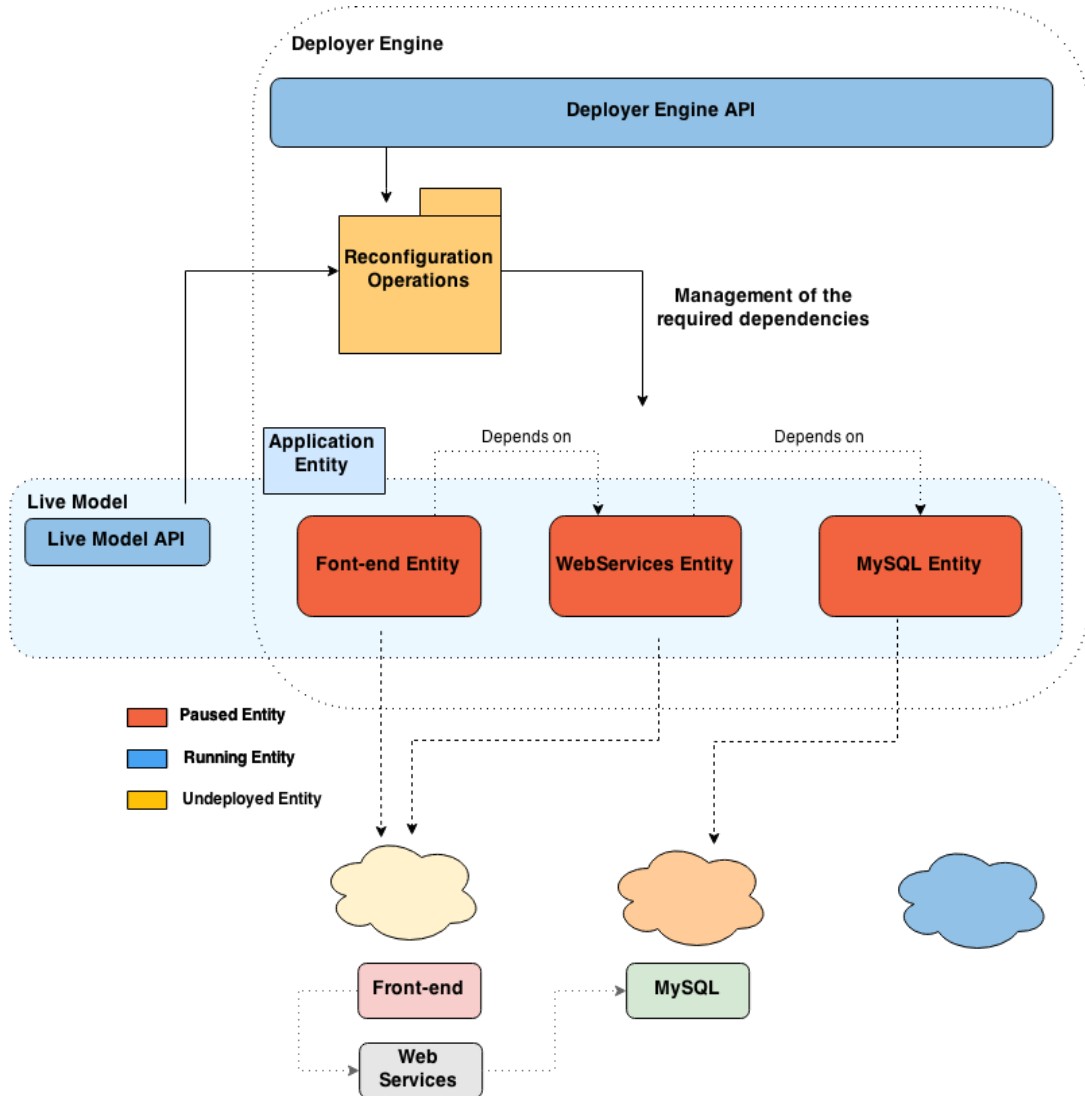 Deployer Engine
Deployer Engine API
Reconfiguration
Operations
Management of the
required dependencies
Application
Entity
Depends on
Depends on
Live Model
Live Model API
Font-end Entity
WebServices Entity
MySQL Entity
Paused Entity
Running Entity
Undeployed Entity
Front-end
MySQL
Web
Services